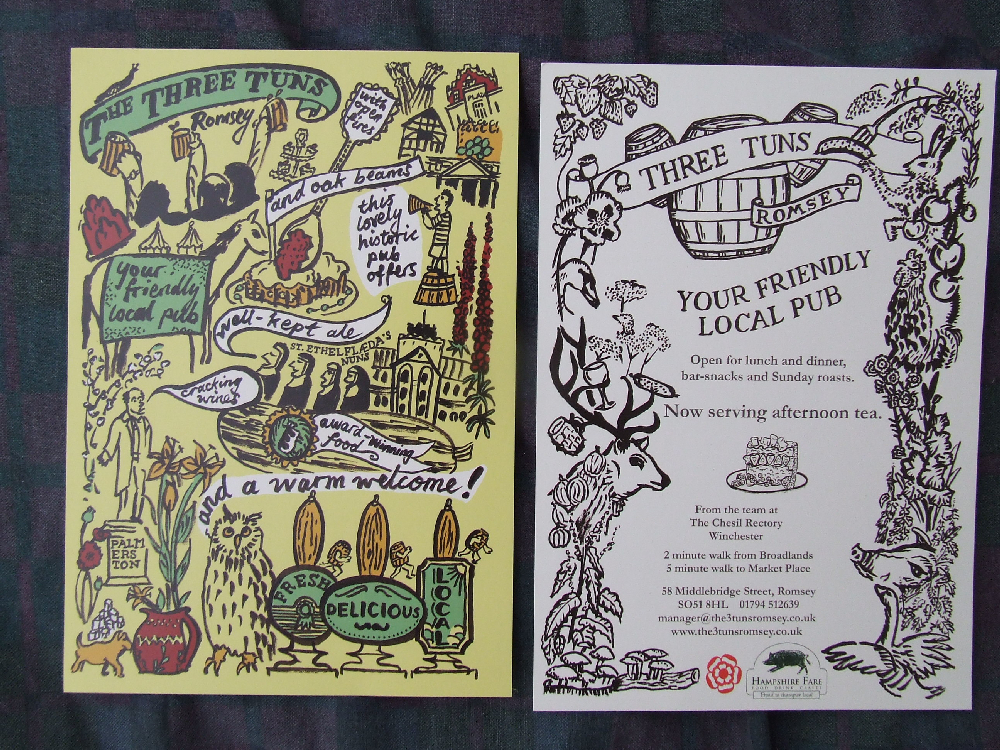 THE THREE TUNS
Romsey
with
open
fires
and oak beams
this
lovely
historic
pub
offers
your
friendly
local pub
well-kept ale
ST. ETHELFLÆDA'S
NUNS
cracking
wines
award-winning
food
and a warm welcome!
PALM
ERS
TON
FRESH
DELICIOUS
LOCAL
THREE TUNS
ROMSEY
YOUR FRIENDLY
LOCAL PUB
Open for lunch and dinner,
bar-snacks and Sunday roasts.
Now serving afternoon tea.
From the team at
The Chesil Rectory
Winchester
2 minute walk from Broadlands
5 minute walk to Market Place
58 Middlebridge Street, Romsey
SO51 8HL 01794 512639
manager@the3tunsromsey.co.uk
www.the3tunsromsey.co.uk
HAMPSHIRE FARE
FOOD DRINK CRAFT